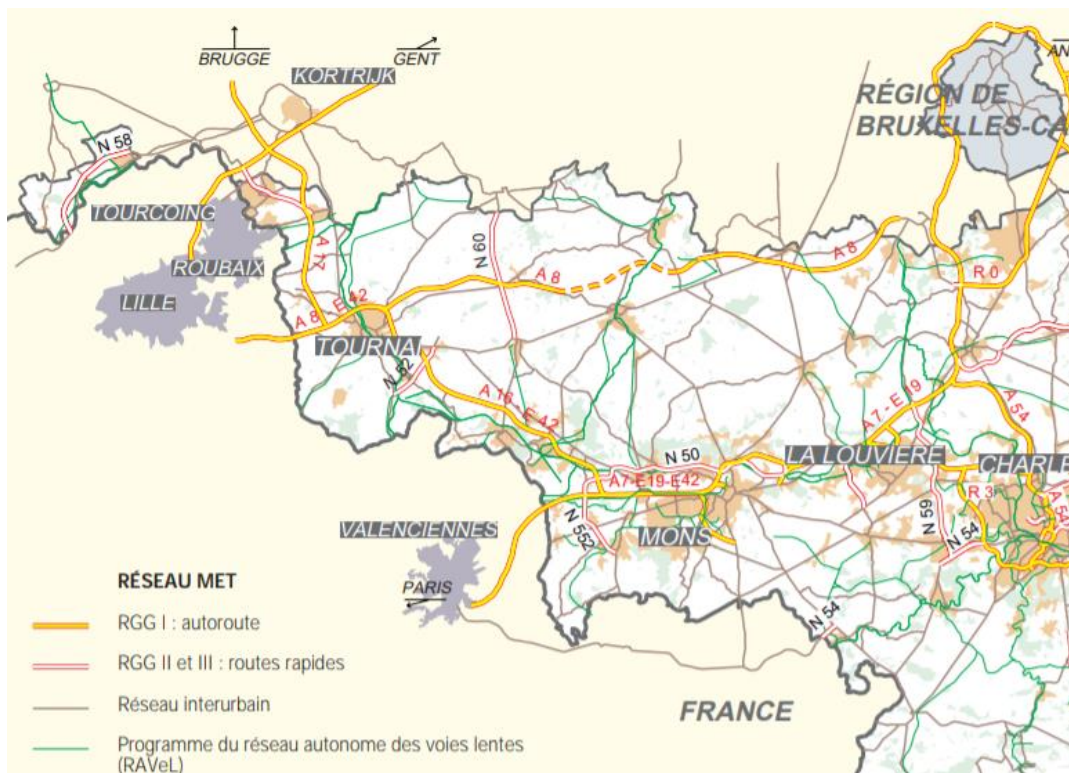 BRUGGE
GENT
KORTRIJK
AN
RÉGION DE
BRUXELLES-CA
N 58
TOURCOING
ROUBAIX
LILLE
A 17
N 60
A 8
A 8
R 0
A 8 - E 42
TOURNAI
N 52
A 16 - E 42
A 7 - E 19
A 54
N 50
LA LOUVIERE
CHARLE
A7-E19-E42
R 3
A 54
VALENCIENNES
N 552
MONS
N 59
N 54
PARIS
N 54
FRANCE
RÉSEAU MET
RGG I : autoroute
RGG II et III : routes rapides
Réseau interurbain
Programme du réseau autonome des voies lentes
(RAVeL)